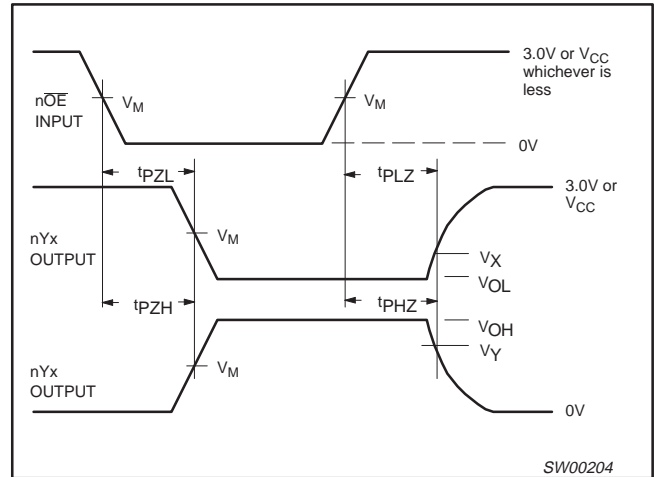 3.0V or VCC
whichever is
less
nOE
INPUT
VM
VM
0V
tPZL
tPLZ
3.0V or
VCC
nYx
OUTPUT
VM
VX
VOL
tPZH
tPHZ
VOH
VY
nYx
OUTPUT
VM
0V
SW00204